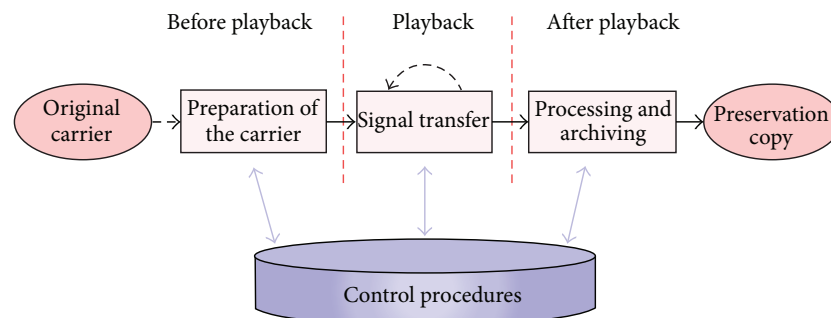 Before playback
Playback
After playback
Original
carrier
Preparation of
the carrier
Signal transfer
Processing and
archiving
Preservation
copy
Control procedures